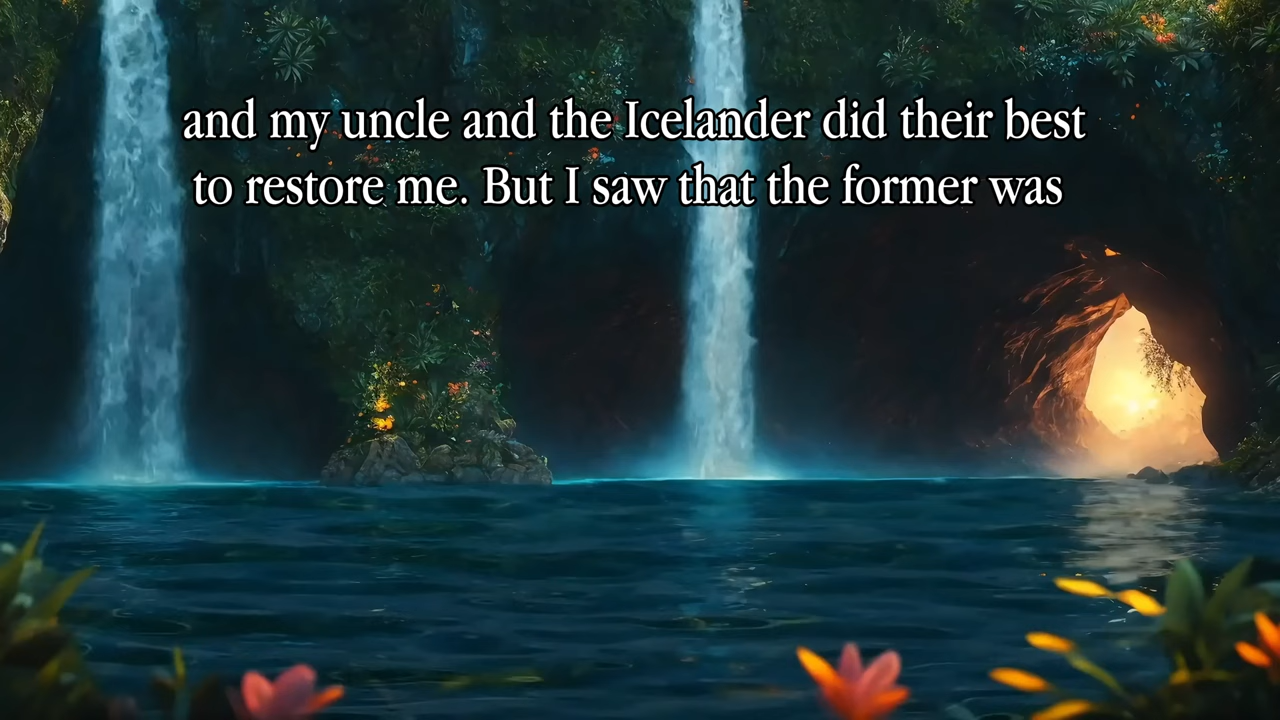 and my uncle and the Icelander did their best
to restore me. But I saw that the former was